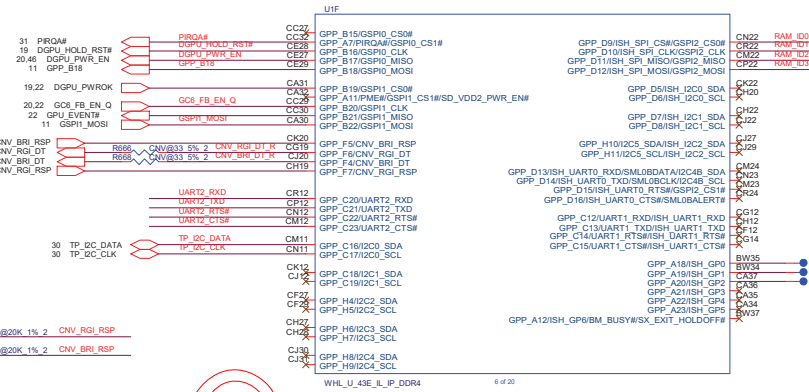 U1F
31 PIRQA# PIRQA# CC27 GPP_B15/GSPI0_CS0#
CC32 GPP_A7/PIRQA#/GSPI0_CS1#
19 DGPU_HOLD_RST# DGPU_HOLD_RST# CE28 GPP_B16/GSPI0_CLK
20,46 DGPU_PWR_EN DGPU_PWR_EN CE27 GPP_B17/GSPI0_MISO
11 GPP_B18 GPP_B18 CE29 GPP_B18/GSPI0_MOSI
19,22 DGPU_PWROK CA31 GPP_B19/GSPI1_CS0#
CA32 GPP_A11/PME#/GSPI1_CS1#/SD_VDD2_PWR_EN#
20,22 GC6_FB_EN_Q GC6_FB_EN_Q CC29 GPP_B20/GSPI1_CLK
22 GPU_EVENT# CC30 GPP_B21/GSPI1_MISO
11 GSPI1_MOSI GSPI1_MOSI CA30 GPP_B22/GSPI1_MOSI
CNV_BRI_RSP CK20 GPP_F5/CNV_BRI_RSP
CNV_RGI_DT R666 CNV@33_5%_2 CNV_RGI_DT_R CG19 GPP_F6/CNV_RGI_DT
CNV_BRI_DT R668 CNV@33_5%_2 CNV_BRI_DT_R CJ20 GPP_F4/CNV_BRI_DT
CNV_RGI_RSP CH19 GPP_F7/CNV_RGI_RSP
UART2_RXD CR12 GPP_C20/UART2_RXD
UART2_TXD CP12 GPP_C21/UART2_TXD
UART2_RTS# CN12 GPP_C22/UART2_RTS#
UART2_CTS# CM12 GPP_C23/UART2_CTS#
30 TP_I2C_DATA TP_I2C_DATA CM11 GPP_C16/I2C0_SDA
30 TP_I2C_CLK TP_I2C_CLK CN11 GPP_C17/I2C0_SCL
CK12 GPP_C18/I2C1_SDA
CJ12 GPP_C19/I2C1_SCL
CF27 GPP_H4/I2C2_SDA
CF29 GPP_H5/I2C2_SCL
CH27 GPP_H6/I2C3_SDA
CH28 GPP_H7/I2C3_SCL
CJ30 GPP_H8/I2C4_SDA
CJ31 GPP_H9/I2C4_SCL
@20K_1%_2 CNV_RGI_RSP
@20K_1%_2 CNV_BRI_RSP
GPP_D9/ISH_SPI_CS#/GSPI2_CS0# CN22 RAM_ID0
GPP_D10/ISH_SPI_CLK/GSPI2_CLK CR22 RAM_ID1
GPP_D11/ISH_SPI_MISO/GSPI2_MISO CM22 RAM_ID2
GPP_D12/ISH_SPI_MOSI/GSPI2_MOSI CP22 RAM_ID3
GPP_D5/ISH_I2C0_SDA CK22
GPP_D6/ISH_I2C0_SCL CH20
GPP_D7/ISH_I2C1_SDA CH22
GPP_D8/ISH_I2C1_SCL CJ22
GPP_H10/I2C5_SDA/ISH_I2C2_SDA CJ27
GPP_H11/I2C5_SCL/ISH_I2C2_SCL CJ29
GPP_D13/ISH_UART0_RXD/SML0BDATA/I2C4B_SDA CM24
GPP_D14/ISH_UART0_TXD/SML0BCLK/I2C4B_SCL CN23
GPP_D15/ISH_UART0_RTS#/GSPI2_CS1# CM23
GPP_D16/ISH_UART0_CTS#/SML0BALERT# CR24
GPP_C12/UART1_RXD/ISH_UART1_RXD CG12
GPP_C13/UART1_TXD/ISH_UART1_TXD CH12
GPP_C14/UART1_RTS#/ISH_UART1_RTS# CF12
GPP_C15/UART1_CTS#/ISH_UART1_CTS# CG14
GPP_A18/ISH_GP0 BW35
GPP_A19/ISH_GP1 BW34
GPP_A20/ISH_GP2 CA37
GPP_A21/ISH_GP3 CA36
GPP_A22/ISH_GP4 CA35
GPP_A23/ISH_GP5 CA34
GPP_A12/ISH_GP6/BM_BUSY#/SX_EXIT_HOLDOFF# BW37
WHL_U_43E_IL_IP_DDR4 6 of 20